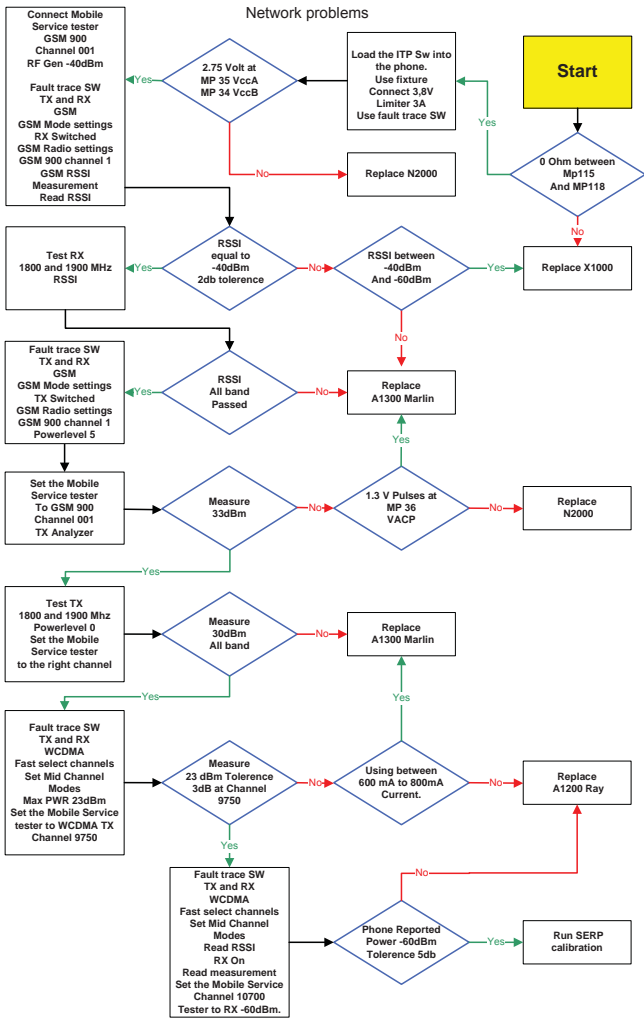 Network problems
Start
0 Ohm between
Mp115
And MP118
Yes
No
Replace X1000
Load the ITP Sw into
the phone.
Use fixture
Connect 3,8V
Limiter 3A
Use fault trace SW
2.75 Volt at
MP 35 VccA
MP 34 VccB
Yes
No
Replace N2000
Connect Mobile
Service tester
GSM 900
Channel 001
RF Gen -40dBm
Fault trace SW
TX and RX
GSM
GSM Mode settings
RX Switched
GSM Radio settings
GSM 900 channel 1
GSM RSSI
Measurement
Read RSSI
RSSI
equal to
-40dBm
2db tolerence
Yes
No
RSSI between
-40dBm
And -60dBm
Yes
No
Test RX
1800 and 1900 MHz
RSSI
RSSI
All band
Passed
Yes
No
Replace
A1300 Marlin
Fault trace SW
TX and RX
GSM
GSM Mode settings
TX Switched
GSM Radio settings
GSM 900 channel 1
Powerlevel 5
Set the Mobile
Service tester
To GSM 900
Channel 001
TX Analyzer
Measure
33dBm
Yes
No
1.3 V Pulses at
MP 36
VACP
Yes
No
Replace
N2000
Test TX
1800 and 1900 Mhz
Powerlevel 0
Set the Mobile
Service tester
to the right channel
Measure
30dBm
All band
Yes
No
Replace
A1300 Marlin
Fault trace SW
TX and RX
WCDMA
Fast select channels
Set Mid Channel
Modes
Max PWR 23dBm
Set the Mobile Service
tester to WCDMA TX
Channel 9750
Measure
23 dBm Tolerence
3dB at Channel
9750
Yes
No
Using between
600 mA to 800mA
Current.
Yes
No
Replace
A1200 Ray
Fault trace SW
TX and RX
WCDMA
Fast select channels
Set Mid Channel
Modes
Read RSSI
RX On
Read measurement
Set the Mobile Service
Channel 10700
Tester to RX -60dBm.
Phone Reported
Power -60dBm
Tolerence 5db
No
Yes
Run SERP
calibration